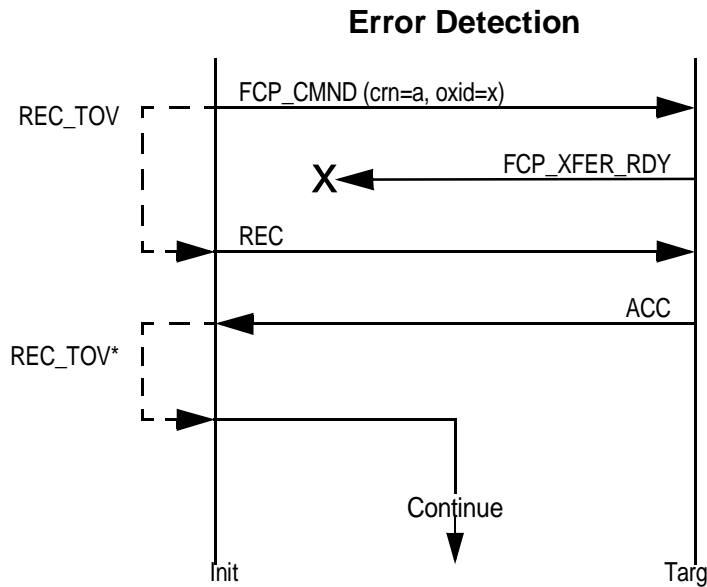 Error Detection
FCP_CMND (crn=a, oxid=x)
REC_TOV
X
FCP_XFER_RDY
REC
ACC
REC_TOV*
Continue
Init
Targ